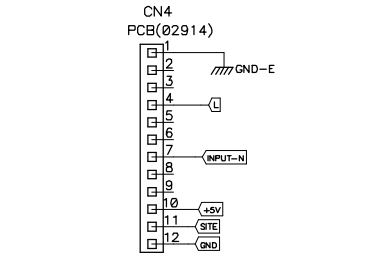 CN4
PCB(02914)
1
GND-E
2
3
4 L
5
6
7 INPUT-N
8
9
10 +5V
11 SITE
12 GND